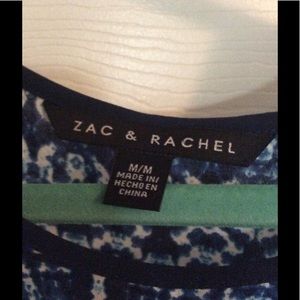 ZAC & RACHEL
M/M
MADE IN/
HECHO EN
CHINA